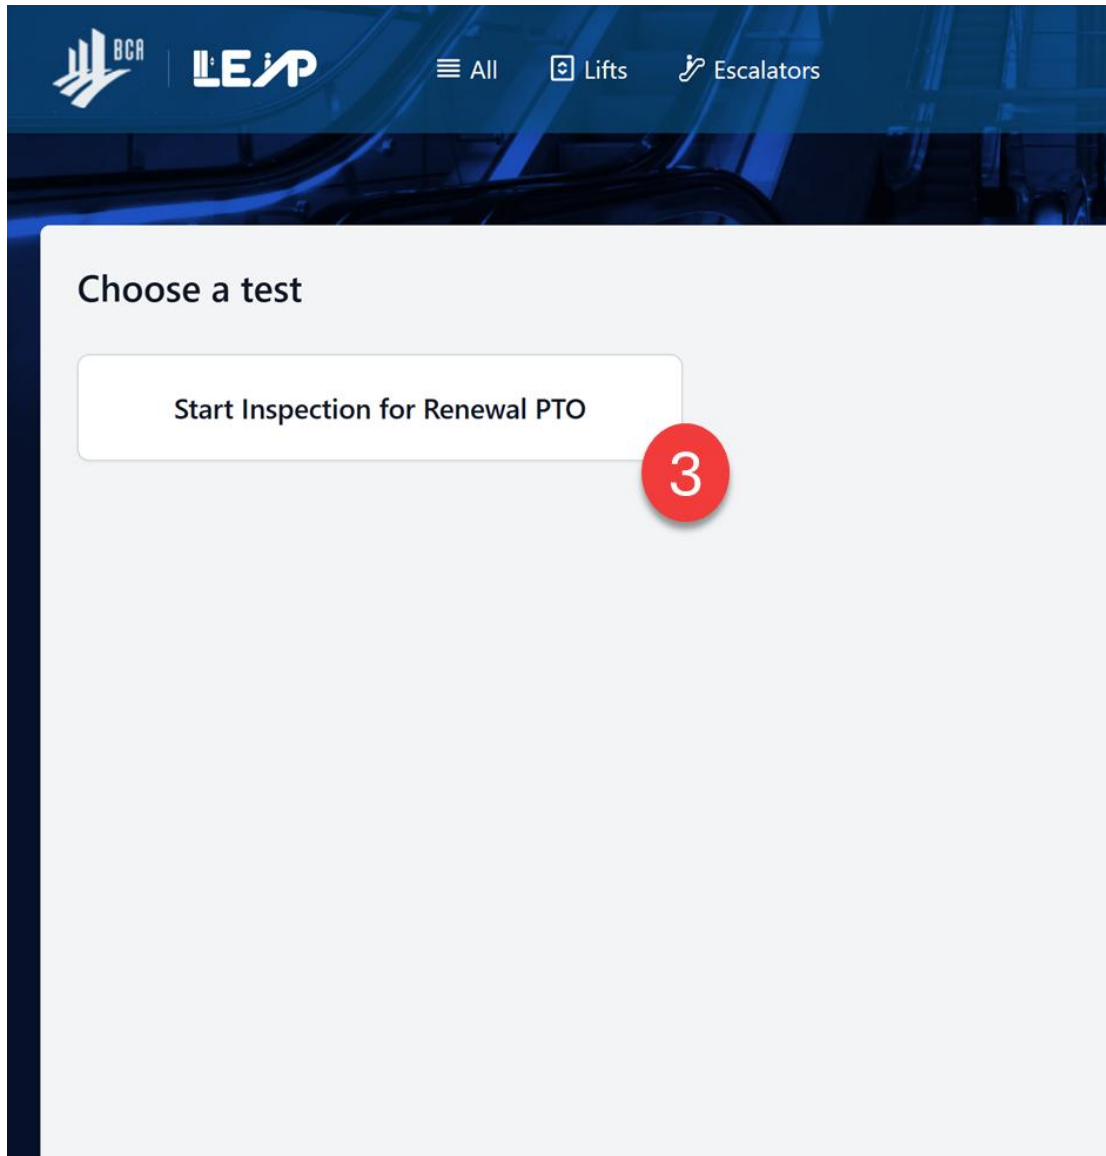 BCA
LEAP
All
Lifts
Escalators
Choose a test
Start Inspection for Renewal PTO
3